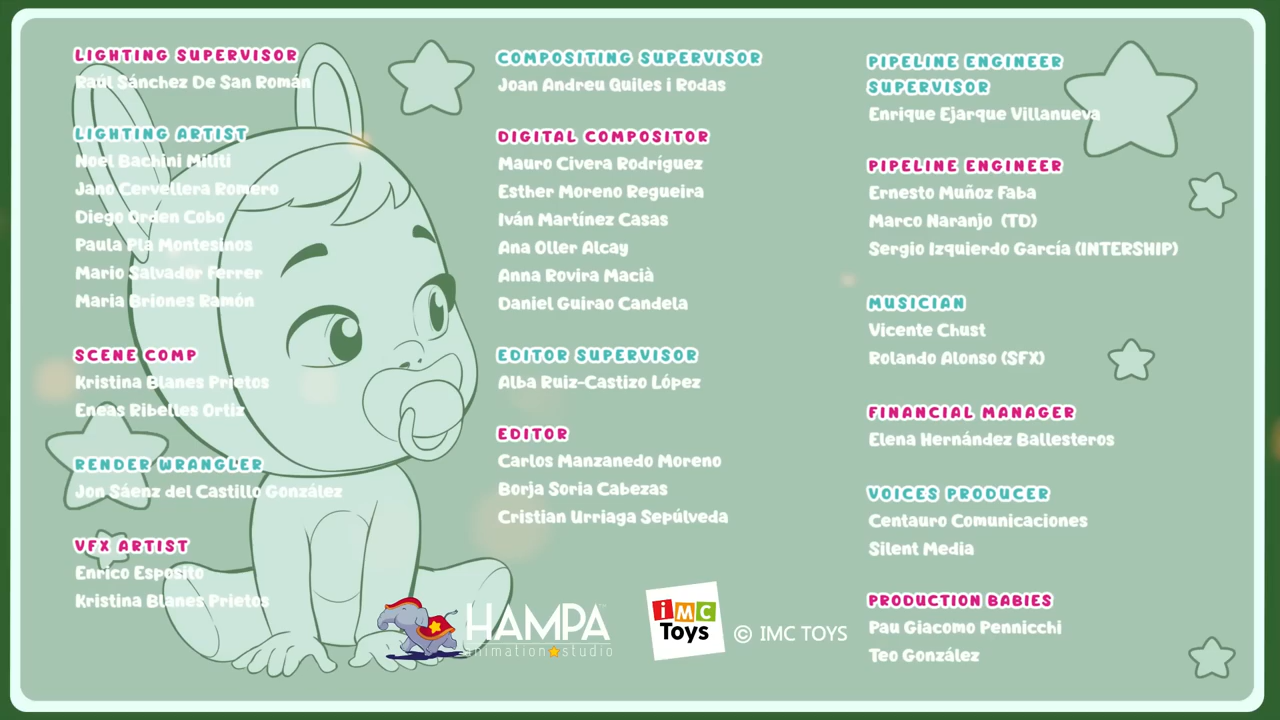 LIGHTING SUPERVISOR
Raúl Sánchez De San Román
LIGHTING ARTIST
Noel Bachini Militi
Jano Cervellera Romero
Diego Orden Cobo
Paula Pla Montesinos
Mario Salvador Ferrer
Maria Briones Ramón
SCENE COMP
Kristina Blanes Prietos
Eneas Ribelles Ortiz
RENDER WRANGLER
Jon Sáenz del Castillo González
VFX ARTIST
Enrico Esposito
Kristina Blanes Prietos
COMPOSITING SUPERVISOR
Joan Andreu Quiles i Rodas
DIGITAL COMPOSITOR
Mauro Civera Rodríguez
Esther Moreno Regueira
Iván Martínez Casas
Ana Oller Alcay
Anna Rovira Macià
Daniel Guirao Candela
EDITOR SUPERVISOR
Alba Ruiz-Castizo López
EDITOR
Carlos Manzanedo Moreno
Borja Soria Cabezas
Cristian Urriaga Sepúlveda
HAMPA
animation studio
iMC
Toys
© IMC TOYS
PIPELINE ENGINEER
SUPERVISOR
Enrique Ejarque Villanueva
PIPELINE ENGINEER
Ernesto Muñoz Faba
Marco Naranjo (TD)
Sergio Izquierdo García (INTERSHIP)
MUSICIAN
Vicente Chust
Rolando Alonso (SFX)
FINANCIAL MANAGER
Elena Hernández Ballesteros
VOICES PRODUCER
Centauro Comunicaciones
Silent Media
PRODUCTION BABIES
Pau Giacomo Pennicchi
Teo González